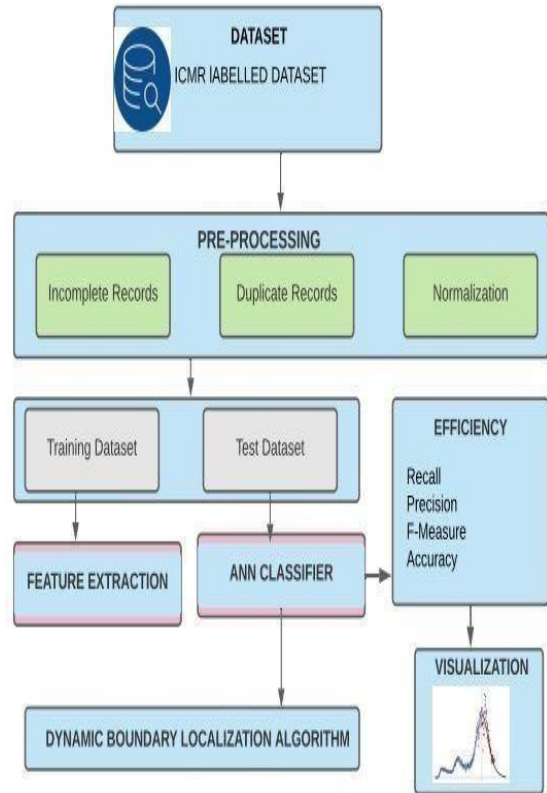 DATASET
ICMR lABELLED DATASET
PRE-PROCESSING
Incomplete Records
Duplicate Records
Normalization
Training Dataset
Test Dataset
EFFICIENCY
Recall
Precision
F-Measure
Accuracy
FEATURE EXTRACTION
ANN CLASSIFIER
VISUALIZATION
DYNAMIC BOUNDARY LOCALIZATION ALGORITHM